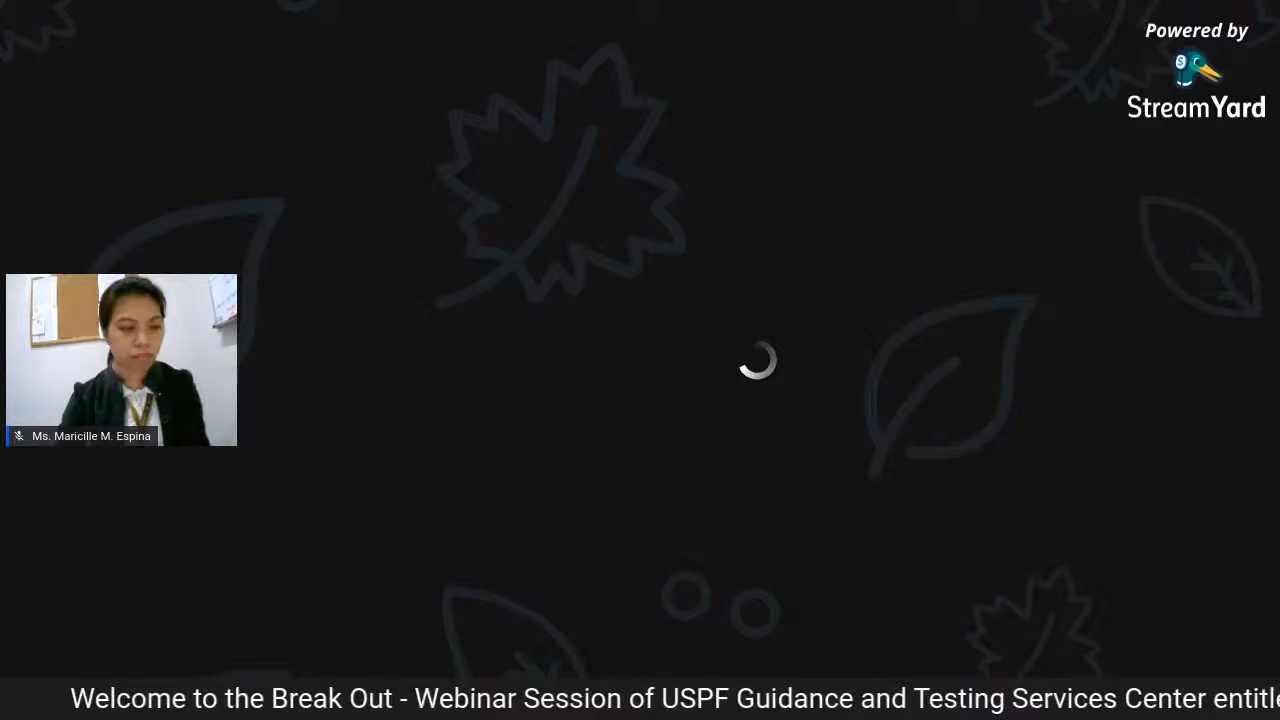 Powered by
StreamYard
Ms. Maricille M. Espina
Welcome to the Break Out - Webinar Session of USPF Guidance and Testing Services Center entitle